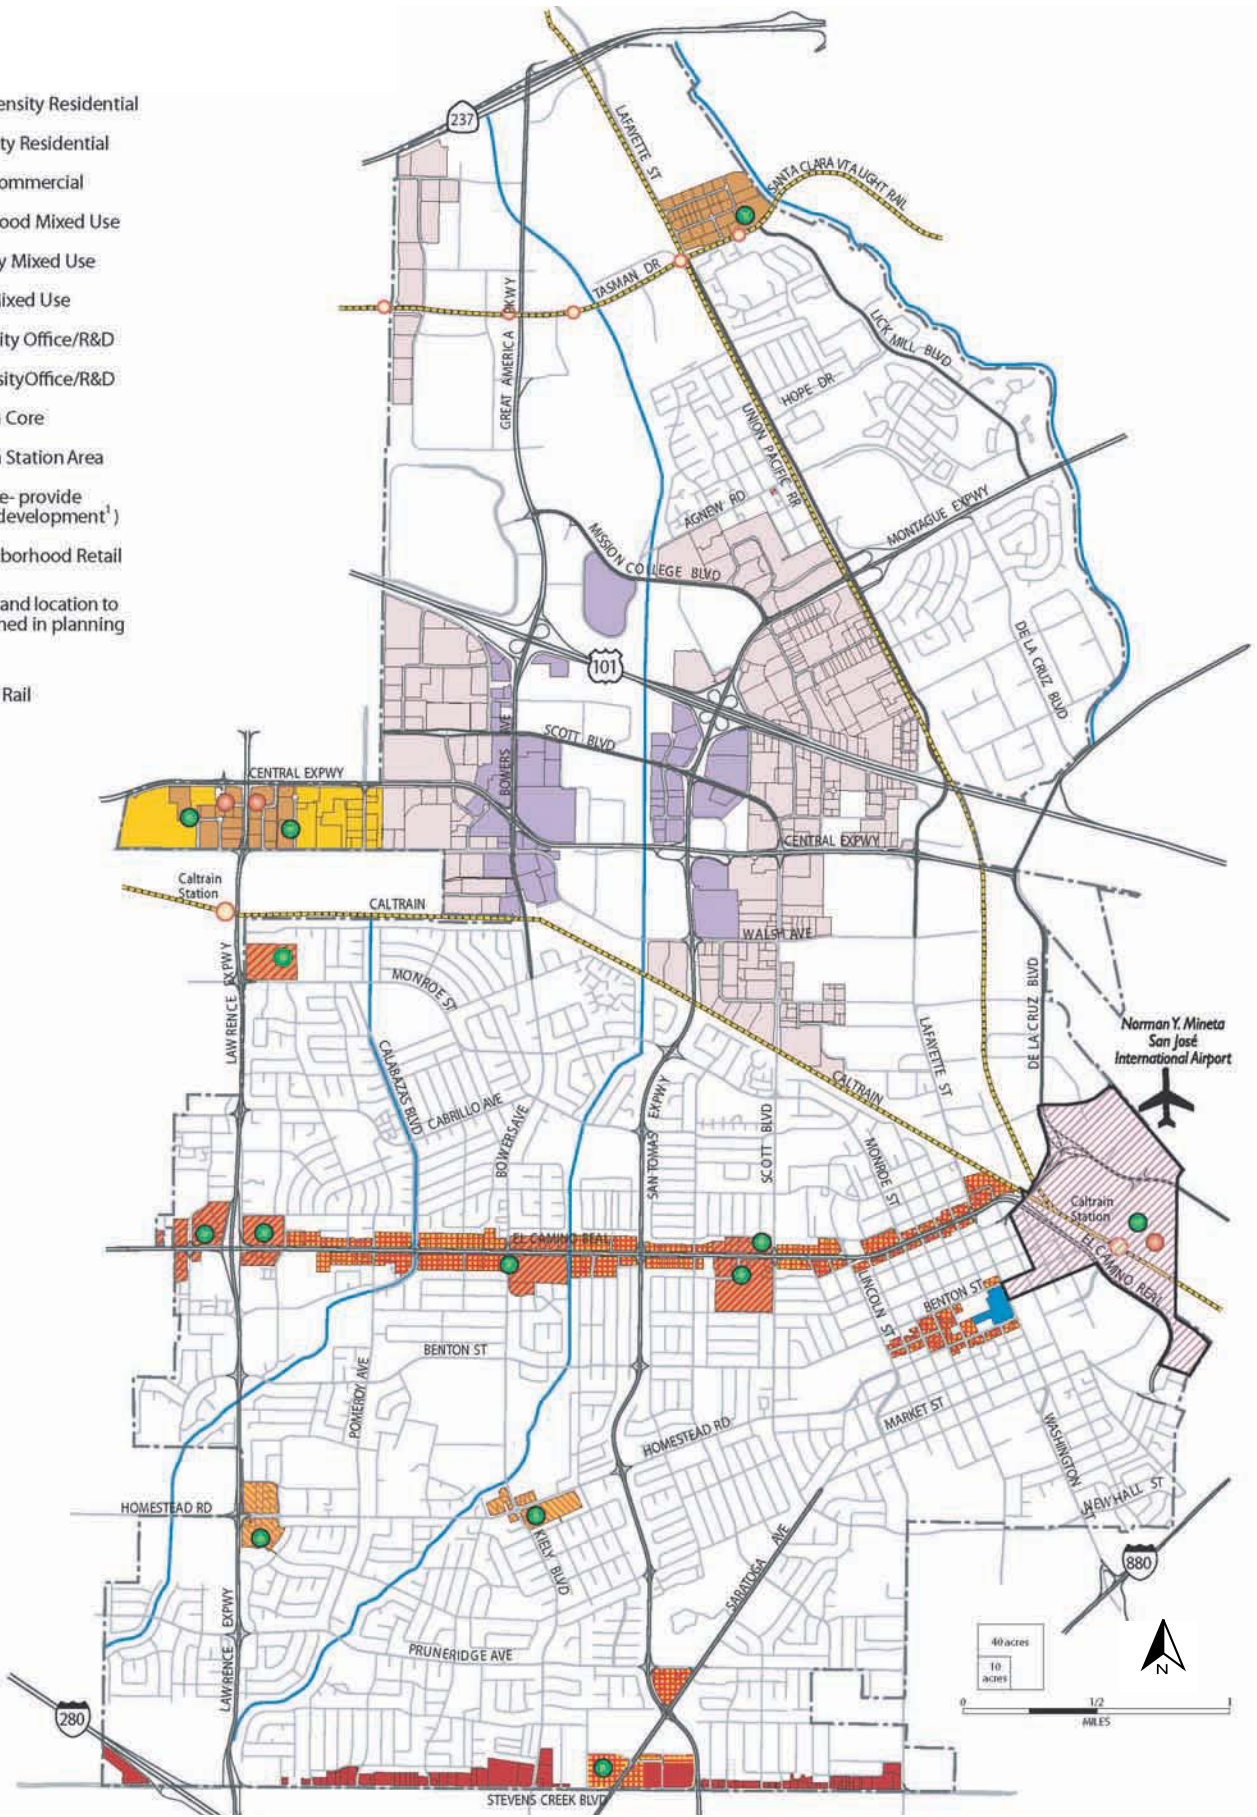 ensity Residential
ty Residential
ommercial
ood Mixed Use
y Mixed Use
ixed Use
ity Office/R&D
sityOffice/R&D
Core
Station Area
e- provide
development¹)
borhood Retail
and location to
ned in planning
Rail
237
LAFAYETTE ST
SANTA CLARA VTA LIGHT RAIL
TASMAN DR
GREAT AMERICA PKWY
LICK MILL BLVD
HOPE DR
UNION PACIFIC RR
AGNEW RD
MONTAGUE EXPWY
MISSION COLLEGE BLVD
DE LA CRUZ BLVD
101
SCOTT BLVD
BOWERS AVE
CENTRAL EXPWY
CENTRAL EXPWY
Caltrain
Station
CALTRAIN
WALSH AVE
LAWRENCE EXPWY
MONROE ST
DE LA CRUZ BLVD
Norman Y. Mineta
San José
International Airport
LAFAYETTE ST
CALABAZAS BLVD
CABRILLO AVE
CALTRAIN
BOWERS AVE
SAN TOMAS EXPWY
SCOTT BLVD
MONROE ST
Caltrain
Station
EL CAMINO REAL
EL CAMINO REAL
LINCOLN ST
BENTON ST
BENTON ST
POMEROY AVE
MARKET ST
HOMESTEAD RD
WASHINGTON ST
NEWHALL ST
HOMESTEAD RD
KIELY BLVD
SARATOGA AVE
880
LAWRENCE EXPWY
PRUNERIDGE AVE
40 acres
10
acres
N
0 1/2 1
MILES
280
STEVENS CREEK BLVD